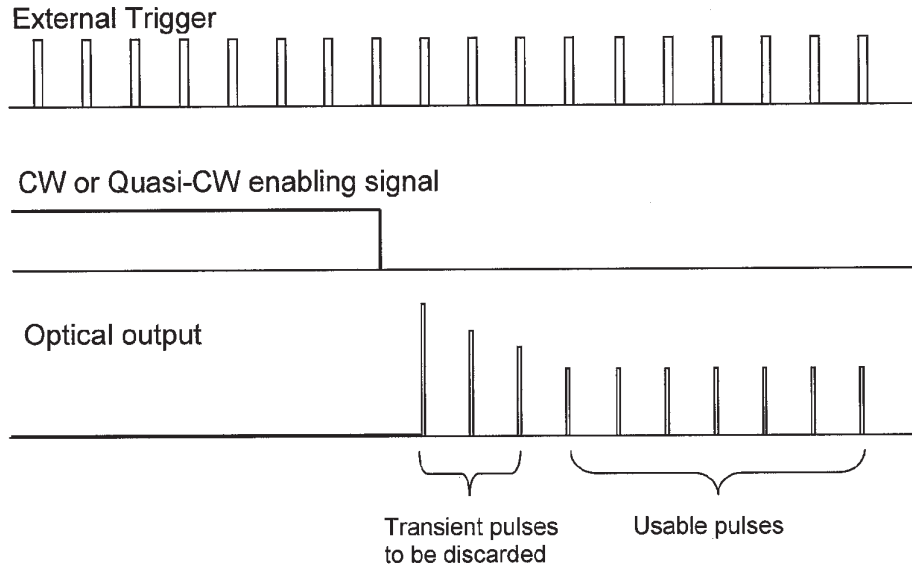 External Trigger
CW or Quasi-CW enabling signal
Optical output
Transient pulses
to be discarded
Usable pulses